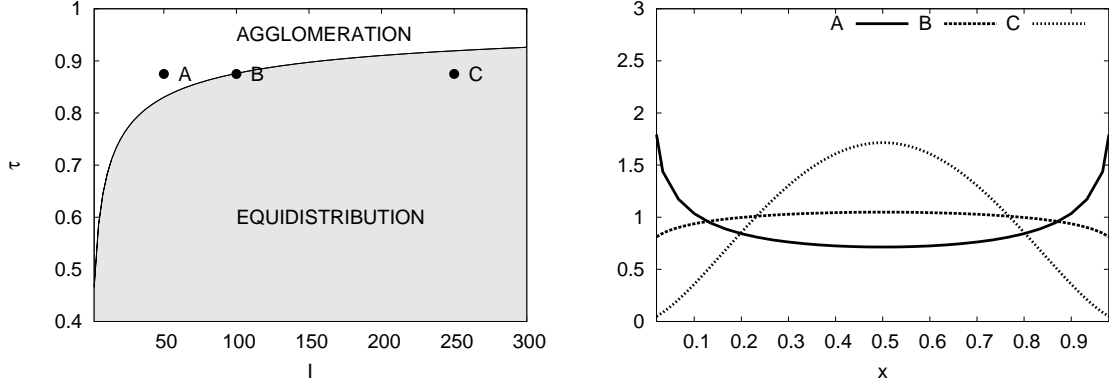 1
0.9
0.8
0.7
0.6
0.5
0.4
τ
AGGLOMERATION
A
B
C
EQUIDISTRIBUTION
50 100 150 200 250 300
I
3
2.5
2
1.5
1
0.5
0
A B C
0.1 0.2 0.3 0.4 0.5 0.6 0.7 0.8 0.9
x